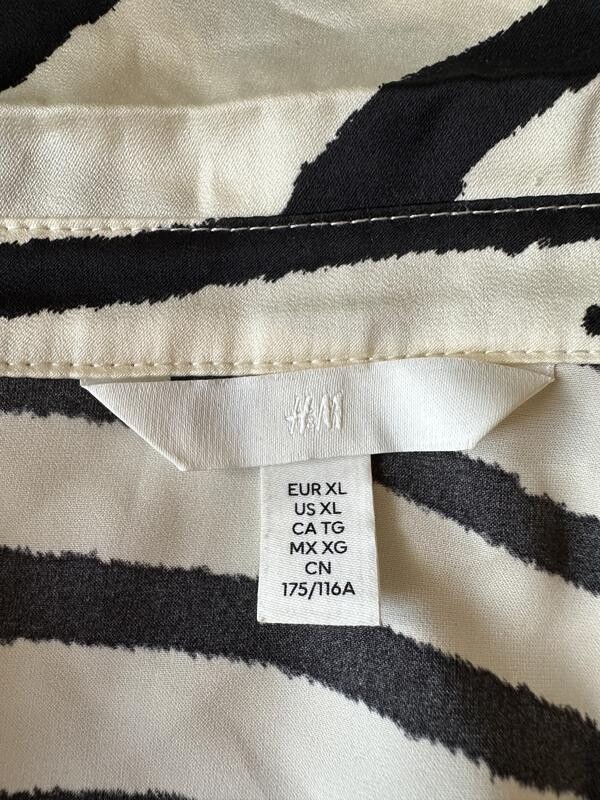 H&M
EUR XL
US XL
CA TG
MX XG
CN
175/116A